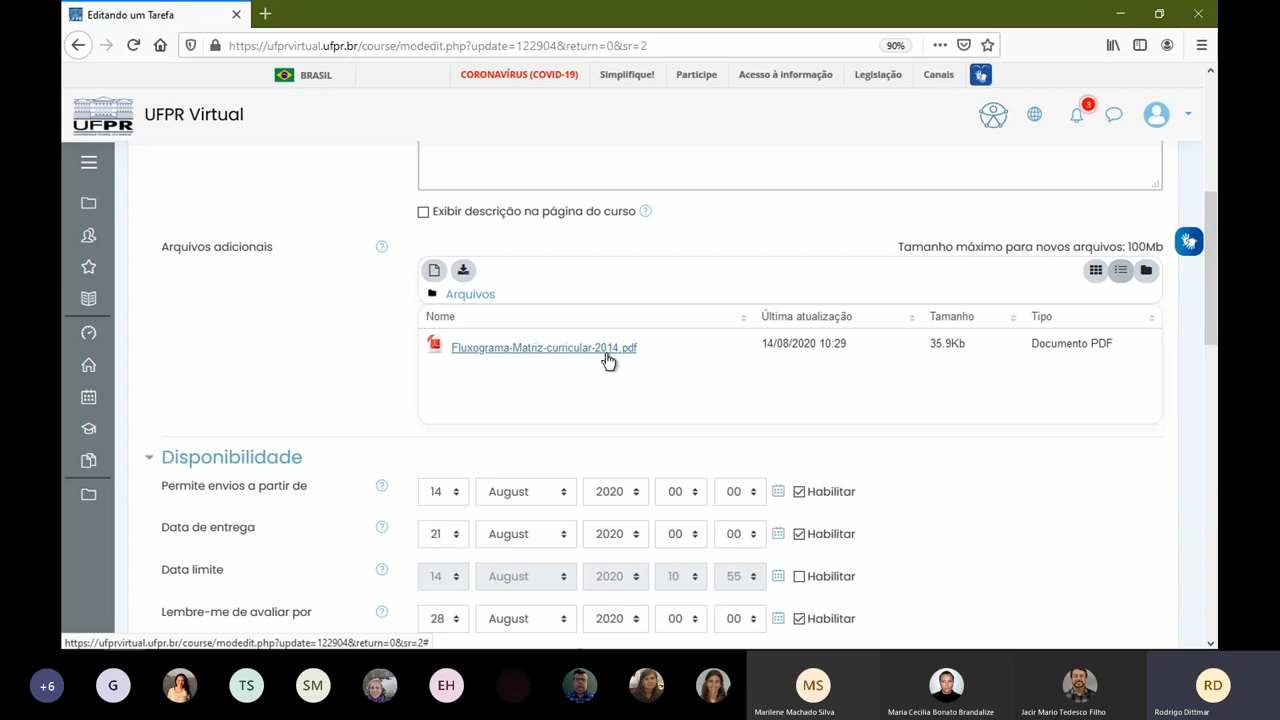 Editando um Tarefa
https://ufprvirtual.ufpr.br/course/modedit.php?update=122904&return=0&sr=2
90%
BRASIL
CORONAVÍRUS (COVID-19)
Simplifique!
Participe
Acesso à informação
Legislação
Canais
UFPR
UFPR Virtual
3
Exibir descrição na página do curso
Arquivos adicionais
Tamanho máximo para novos arquivos: 100Mb
Arquivos
Nome Última atualização Tamanho Tipo
Fluxograma-Matriz-curricular-2014.pdf 14/08/2020 10:29 35.9Kb Documento PDF
Disponibilidade
Permite envios a partir de 14 August 2020 00 00 Habilitar
Data de entrega 21 August 2020 00 00 Habilitar
Data limite 14 August 2020 10 55 Habilitar
Lembre-me de avaliar por 28 August 2020 00 00 Habilitar
https://ufprvirtual.ufpr.br/course/modedit.php?update=122904&return=0&sr=2#
+6 G TS SM EH MS RD
Marilene Machado Silva
Maria Cecilia Bonato Brandalize
Jacir Mario Tedesco Filho
Rodrigo Dittmar